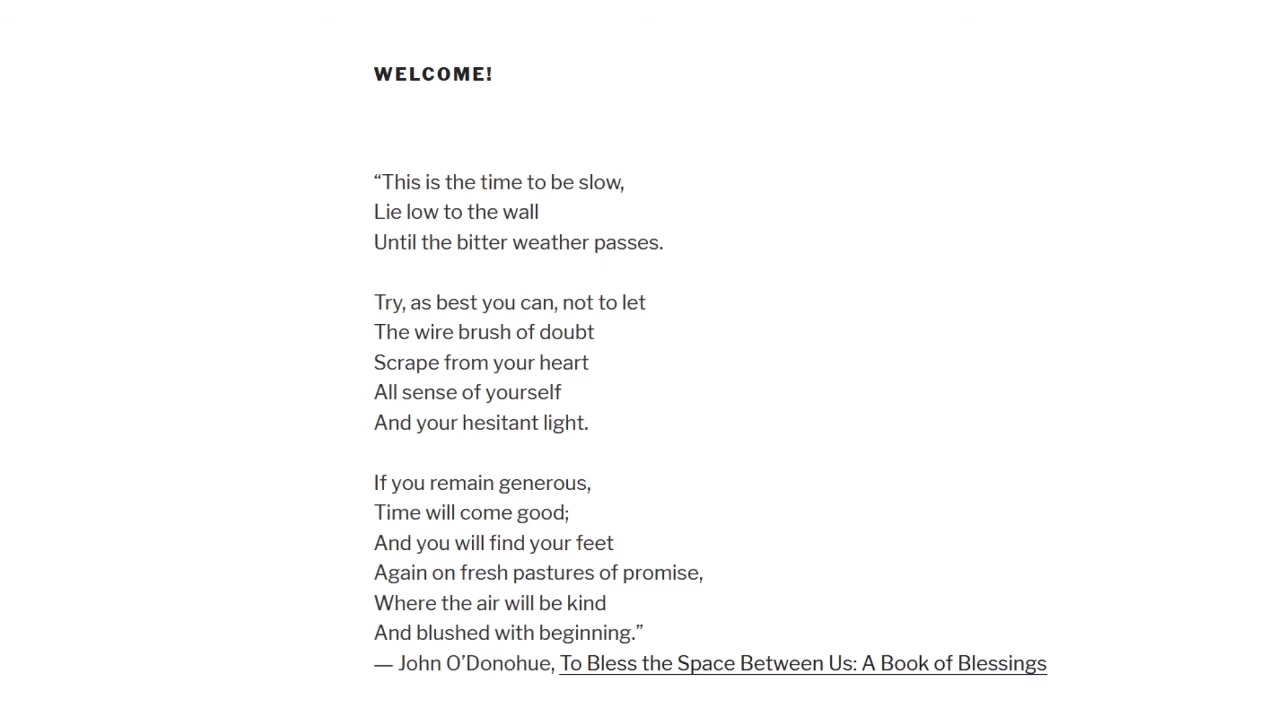 WELCOME!
“This is the time to be slow,
Lie low to the wall
Until the bitter weather passes.
Try, as best you can, not to let
The wire brush of doubt
Scrape from your heart
All sense of yourself
And your hesitant light.
If you remain generous,
Time will come good;
And you will find your feet
Again on fresh pastures of promise,
Where the air will be kind
And blushed with beginning.”
— John O’Donohue, To Bless the Space Between Us: A Book of Blessings